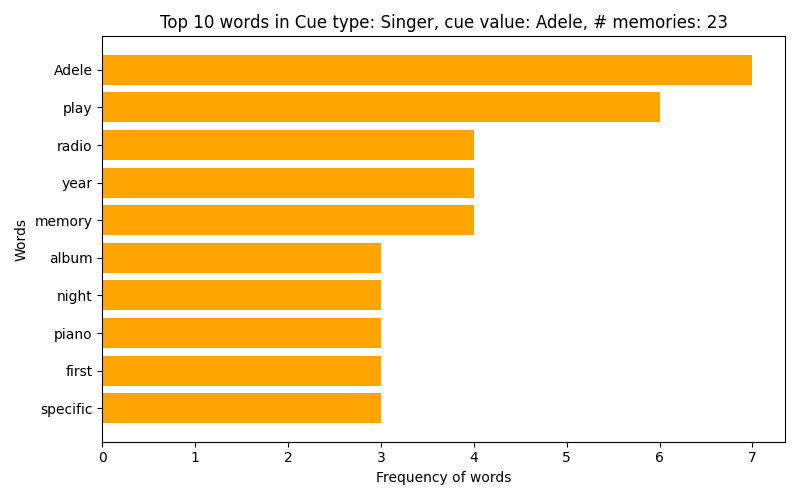 Top 10 words in Cue type: Singer, cue value: Adele, # memories: 23
Adele
play
radio
year
memory
album
night
piano
first
specific
Words
0 1 2 3 4 5 6 7
Frequency of words